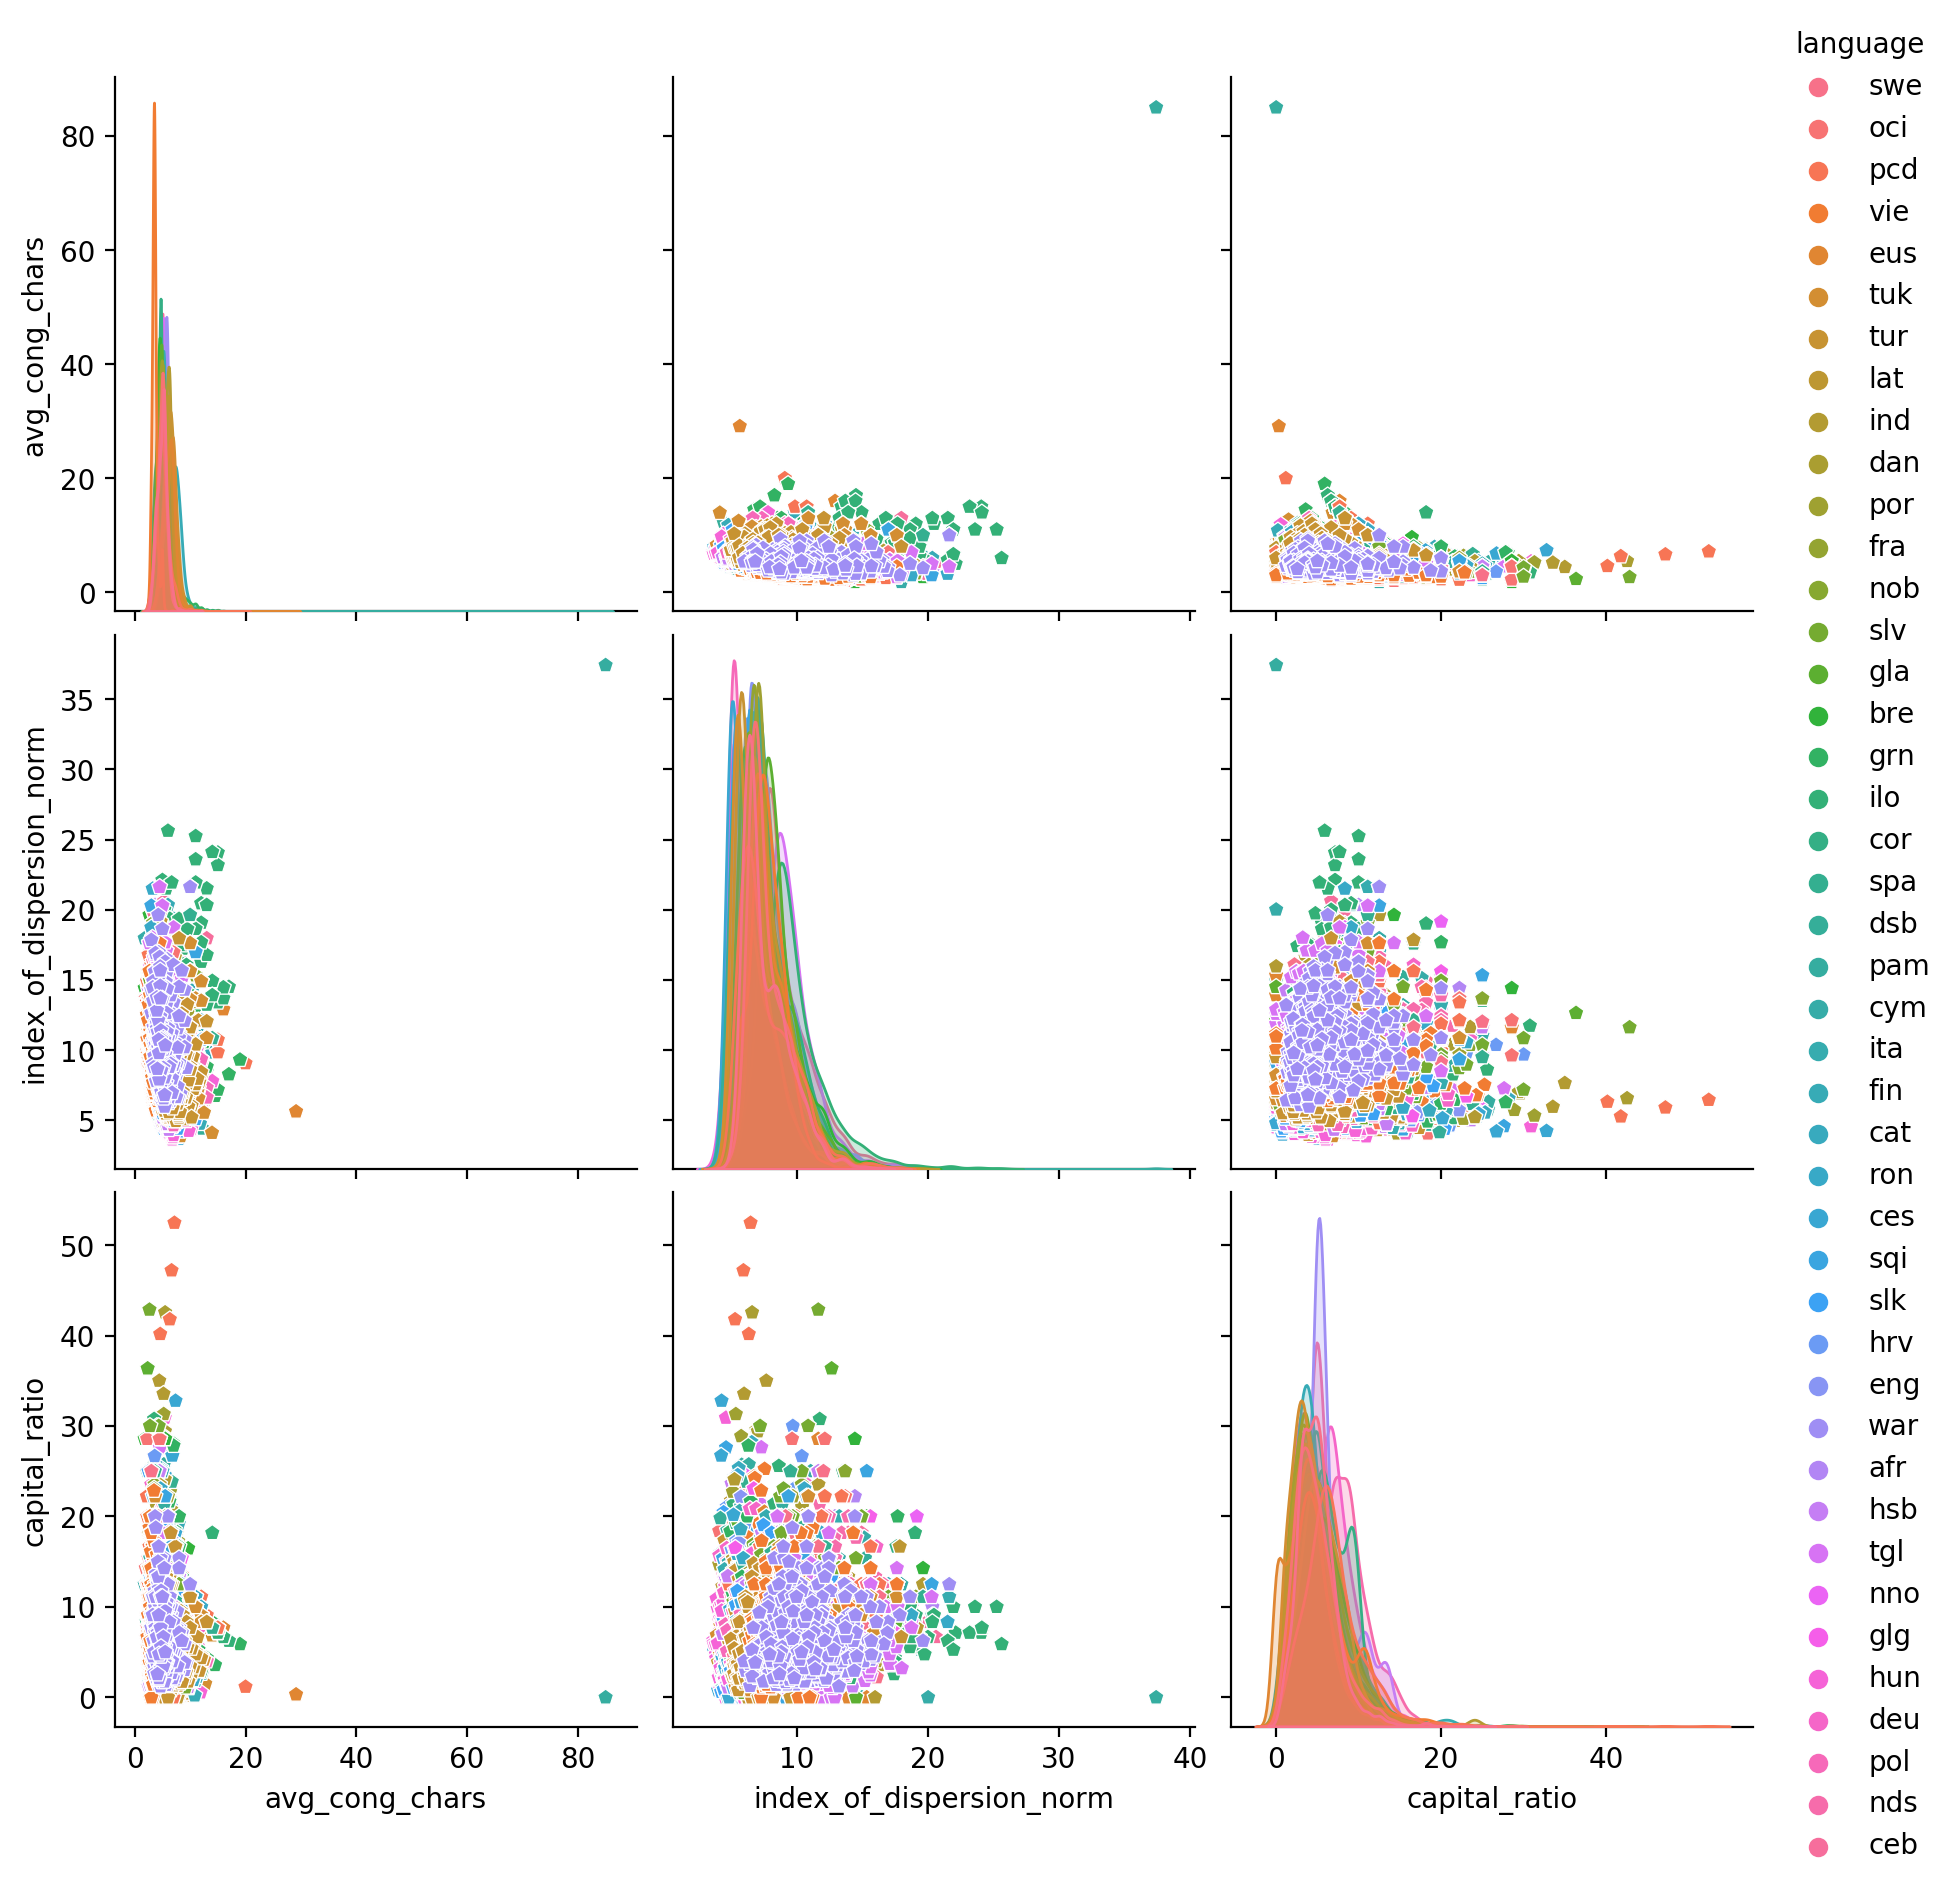 language
swe
oci
pcd
vie
eus
tuk
tur
lat
ind
dan
por
fra
nob
slv
gla
bre
grn
ilo
cor
spa
dsb
pam
cym
ita
fin
cat
ron
ces
sqi
slk
hrv
eng
war
afr
hsb
tgl
nno
glg
hun
deu
pol
nds
ceb
avg_cong_chars
80
60
40
20
0
index_of_dispersion_norm
35
30
25
20
15
10
5
capital_ratio
50
40
30
20
10
0
0 20 40 60 80
avg_cong_chars
10 20 30 40
index_of_dispersion_norm
0 20 40
capital_ratio